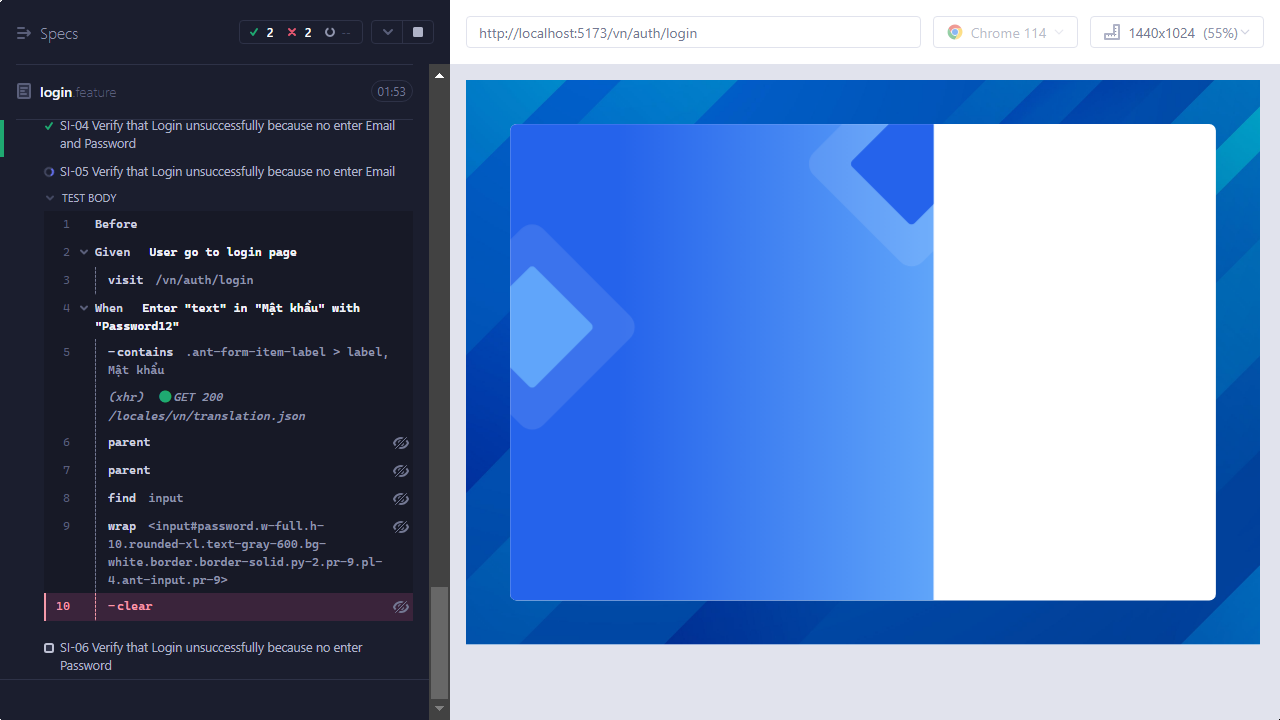 Specs
2 2 --
http://localhost:5173/vn/auth/login
Chrome 114
1440x1024 (55%)
login.feature
01:53
SI-04 Verify that Login unsuccessfully because no enter Email
and Password
SI-05 Verify that Login unsuccessfully because no enter Email
TEST BODY
1 Before
2 Given User go to login page
3 visit /vn/auth/login
4 When Enter "text" in "Mật khẩu" with
"Password12"
5 -contains .ant-form-item-label > label,
Mật khẩu
(xhr) GET 200
/locales/vn/translation.json
6 parent
7 parent
8 find input
9 wrap <input#password.w-full.h-
10.rounded-xl.text-gray-600.bg-
white.border.border-solid.py-2.pr-9.pl-
4.ant-input.pr-9>
10 -clear
SI-06 Verify that Login unsuccessfully because no enter
Password